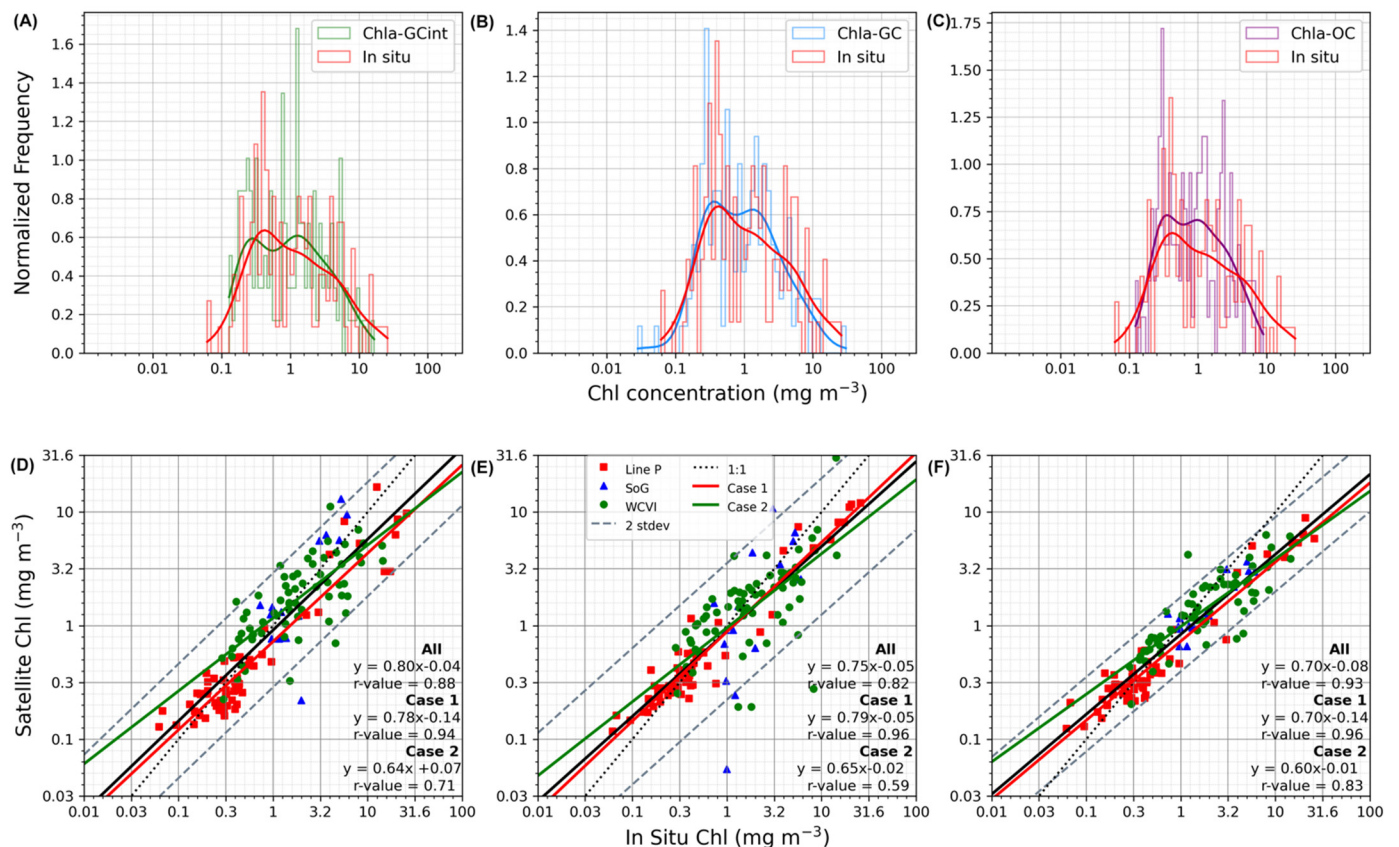 (A)
Chla-GCint
In situ
1.6
1.4
1.2
1.0
0.8
0.6
0.4
0.2
0.0
Normalized Frequency
0.01 0.1 1 10 100
(B)
Chla-GC
In situ
1.4
1.2
1.0
0.8
0.6
0.4
0.2
0.0
0.01 0.1 1 10 100
Chl concentration (mg m⁻³)
(C)
Chla-OC
In situ
1.75
1.50
1.25
1.00
0.75
0.50
0.25
0.00
0.01 0.1 1 10 100
(D)
31.6
10
3.2
1
0.3
0.1
0.03
Satellite Chl (mg m⁻³)
All
y = 0.80x-0.04
r-value = 0.88
Case 1
y = 0.78x-0.14
r-value = 0.94
Case 2
y = 0.64x +0.07
r-value = 0.71
0.01 0.03 0.1 0.3 1 3.2 10 31.6 100
(E)
Line P
SoG
WCVI
2 stdev
1:1
Case 1
Case 2
31.6
10
3.2
1
0.3
0.1
0.03
All
y = 0.75x-0.05
r-value = 0.82
Case 1
y = 0.79x-0.05
r-value = 0.96
Case 2
y = 0.65x-0.02
r-value = 0.59
0.01 0.03 0.1 0.3 1 3.2 10 31.6 100
In Situ Chl (mg m⁻³)
(F)
31.6
10
3.2
1
0.3
0.1
0.03
All
y = 0.70x-0.08
r-value = 0.93
Case 1
y = 0.70x-0.14
r-value = 0.96
Case 2
y = 0.60x-0.01
r-value = 0.83
0.01 0.03 0.1 0.3 1 3.2 10 31.6 100